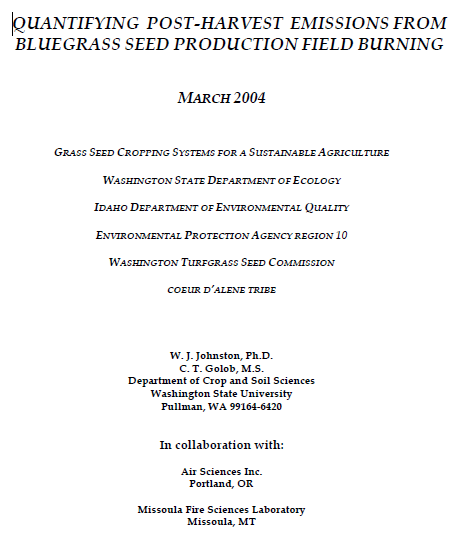 QUANTIFYING POST-HARVEST EMISSIONS FROM
BLUEGRASS SEED PRODUCTION FIELD BURNING
MARCH 2004
GRASS SEED CROPPING SYSTEMS FOR A SUSTAINABLE AGRICULTURE
WASHINGTON STATE DEPARTMENT OF ECOLOGY
IDAHO DEPARTMENT OF ENVIRONMENTAL QUALITY
ENVIRONMENTAL PROTECTION AGENCY REGION 10
WASHINGTON TURFGRASS SEED COMMISSION
COEUR D'ALENE TRIBE
W. J. Johnston, Ph.D.
C. T. Golob, M.S.
Department of Crop and Soil Sciences
Washington State University
Pullman, WA 99164-6420
In collaboration with:
Air Sciences Inc.
Portland, OR
Missoula Fire Sciences Laboratory
Missoula, MT